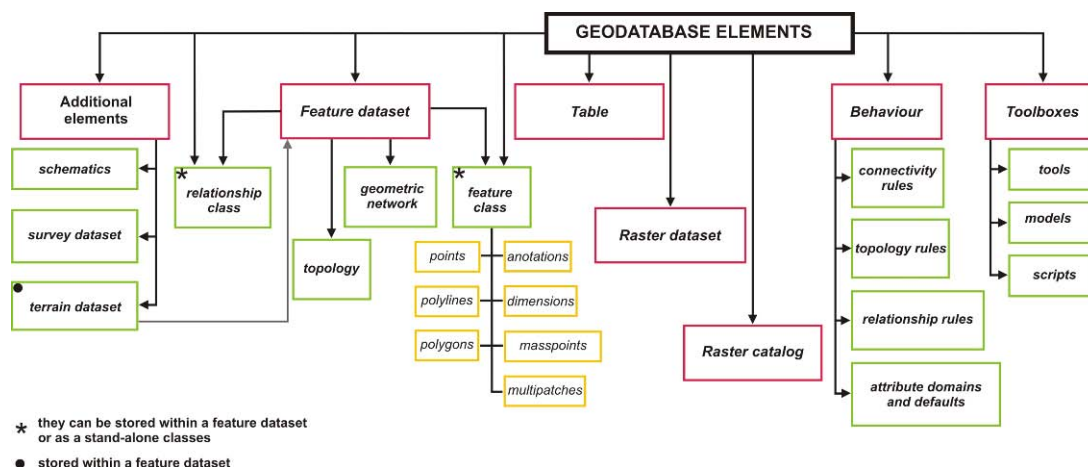 GEODATABASE ELEMENTS
Additional
elements
Feature dataset
Table
Behaviour
Toolboxes
schematics
survey dataset
terrain dataset
*
relationship
class
geometric
network
topology
*
feature
class
points
anotations
polylines
dimensions
polygons
masspoints
multipatches
Raster dataset
Raster catalog
connectivity
rules
topology rules
relationship rules
attribute domains
and defaults
tools
models
scripts
* they can be stored within a feature dataset
or as a stand-alone classes
● stored within a feature dataset